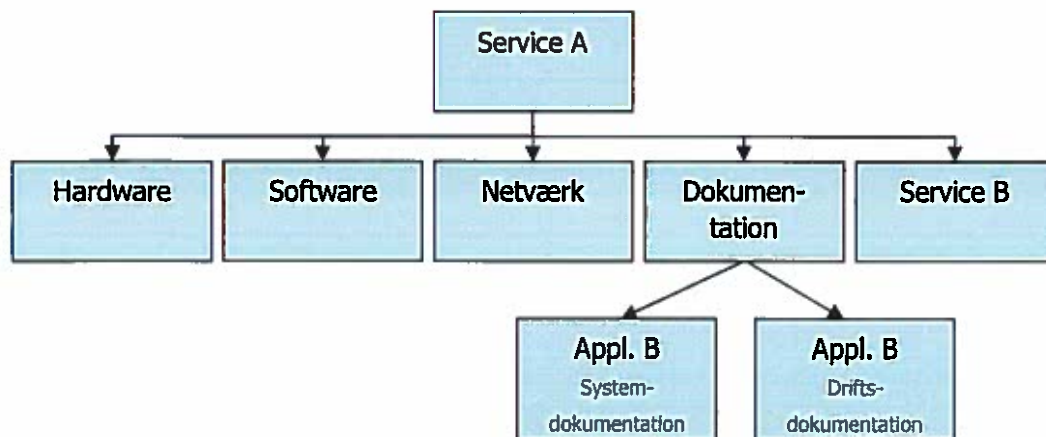 Service A
Hardware
Software
Netværk
Dokumen-
tation
Service B
Appl. B
System-
dokumentation
Appl. B
Drifts-
dokumentation